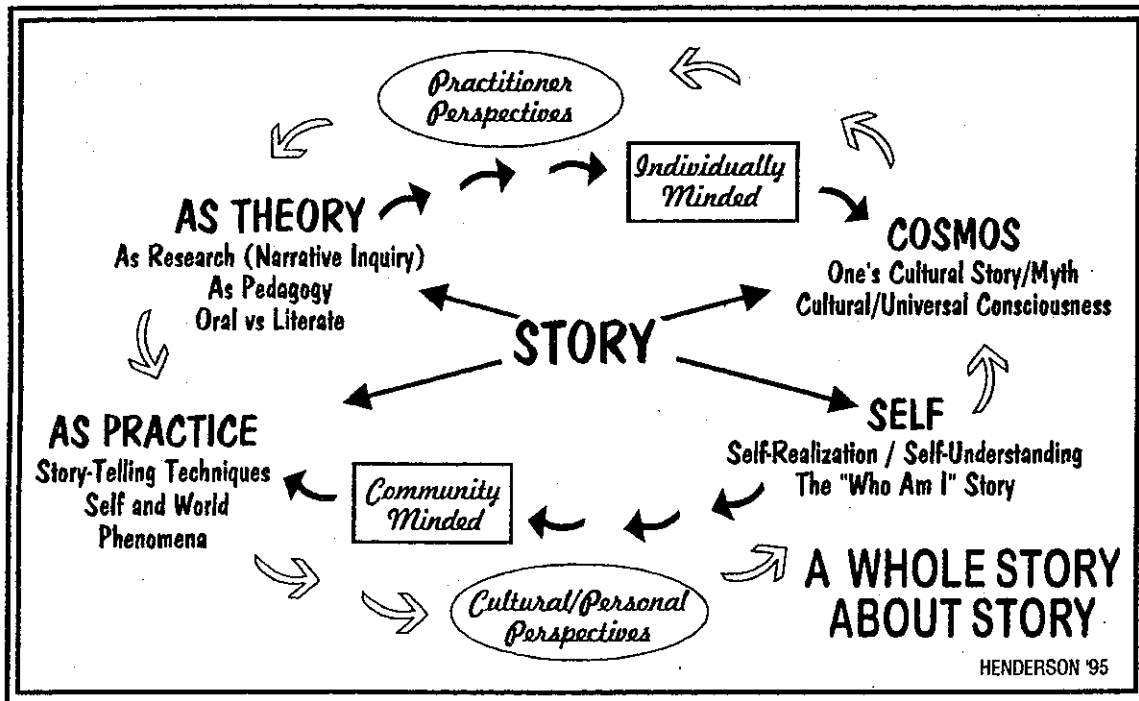 Practitioner
Perspectives
Individually
Minded
AS THEORY
As Research (Narrative Inquiry)
As Pedagogy
Oral vs Literate
COSMOS
One's Cultural Story/Myth
Cultural/Universal Consciousness
STORY
AS PRACTICE
Story-Telling Techniques
Self and World
Phenomena
SELF
Self-Realization / Self-Understanding
The "Who Am I" Story
Community
Minded
Cultural/Personal
Perspectives
A WHOLE STORY
ABOUT STORY
HENDERSON '95